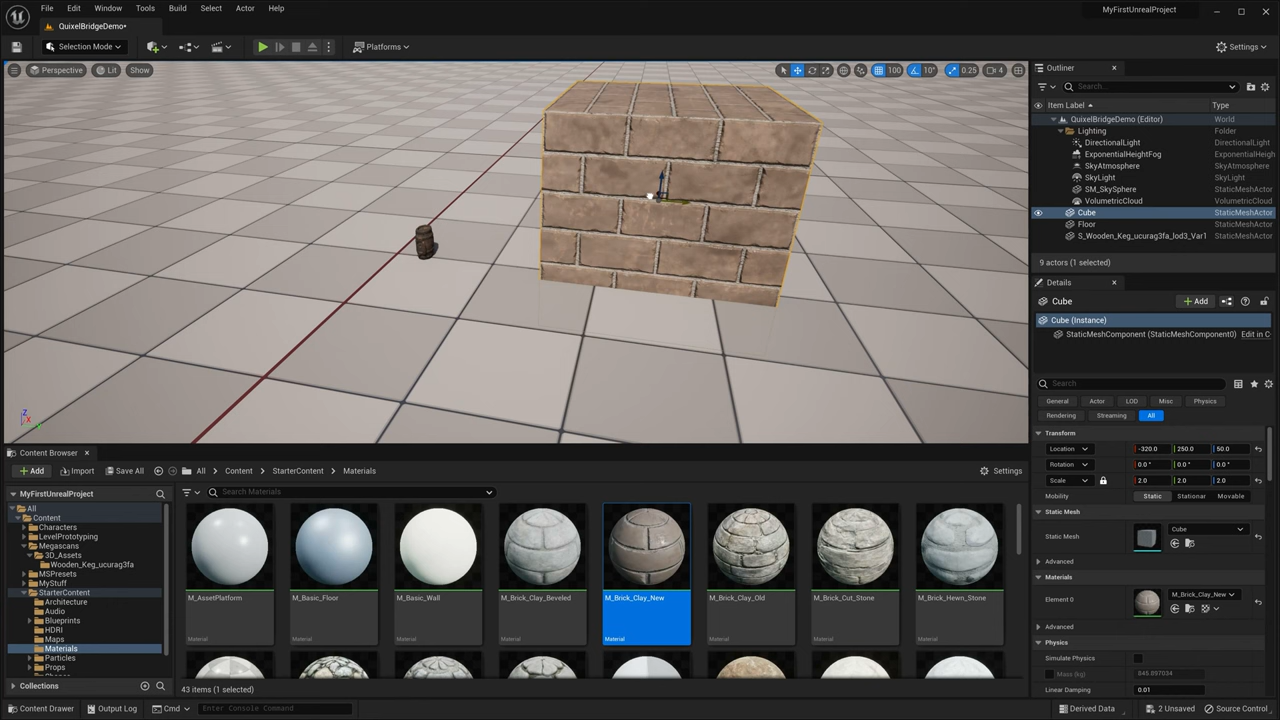 File Edit Window Tools Build Select Actor Help
MyFirstUnrealProject
QuixelBridgeDemo*
Selection Mode
Platforms
Settings
Perspective Lit Show
100 10° 0.25 4
Z
X
Outliner
Search...
Item Label Type
QuixelBridgeDemo (Editor) World
Lighting Folder
DirectionalLight DirectionalLight
ExponentialHeightFog ExponentialHeigh
SkyAtmosphere SkyAtmosphere
SkyLight SkyLight
SM_SkySphere StaticMeshActor
VolumetricCloud VolumetricCloud
Cube StaticMeshActor
Floor StaticMeshActor
S_Wooden_Keg_ucurag3fa_lod3_Var1 StaticMeshActor
9 actors (1 selected)
Details
Cube
Add
Cube (Instance)
StaticMeshComponent (StaticMeshComponent0) Edit in C
Search
General Actor LOD Misc Physics
Rendering Streaming All
Transform
Location -320.0 250.0 50.0
Rotation 0.0 ° 0.0 ° 0.0 °
Scale 2.0 2.0 2.0
Mobility Static Stationar Movable
Static Mesh
Static Mesh Cube
Advanced
Materials
Element 0 M_Brick_Clay_New
Advanced
Physics
Simulate Physics
Mass (kg) 845.897034
Linear Damping 0.01
Content Browser
Add Import Save All All Content StarterContent Materials Settings
MyFirstUnrealProject
Search Materials
All
Content
Characters
LevelPrototyping
Megascans
3D_Assets
Wooden_Keg_ucurag3fa
MSPresets
MyStuff
StarterContent
Architecture
Audio
Blueprints
HDRI
Maps
Materials
Particles
Props
Collections
M_AssetPlatform M_Basic_Floor M_Basic_Wall M_Brick_Clay_Beveled M_Brick_Clay_New M_Brick_Clay_Old M_Brick_Cut_Stone M_Brick_Hewn_Stone
Material Material Material Material Material Material Material Material
43 items (1 selected)
Content Drawer Output Log Cmd Enter Console Command Derived Data 2 Unsaved Source Control